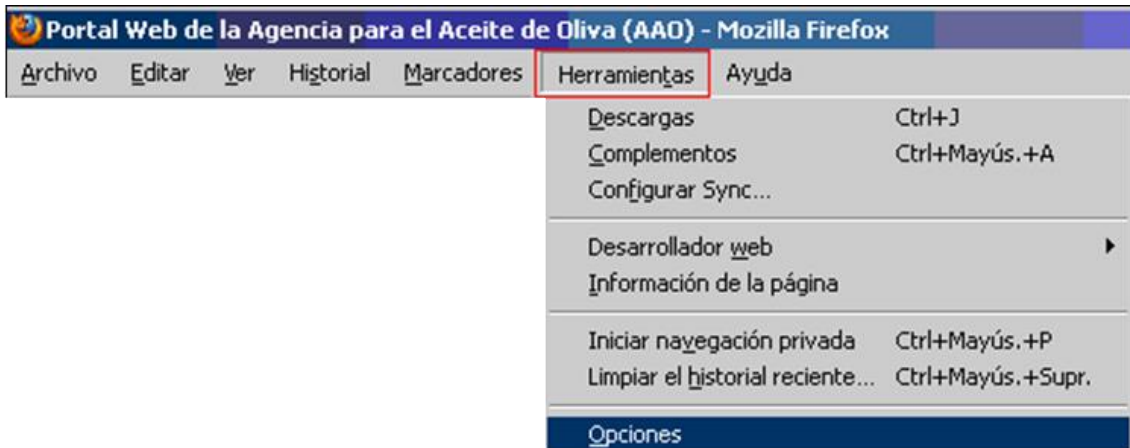 Portal Web de la Agencia para el Aceite de Oliva (AAO) - Mozilla Firefox
Archivo Editar Ver Historial Marcadores Herramientas Ayuda
Descargas Ctrl+J
Complementos Ctrl+Mayús.+A
Configurar Sync...
Desarrollador web
Información de la página
Iniciar navegación privada Ctrl+Mayús.+P
Limpiar el historial reciente... Ctrl+Mayús.+Supr.
Opciones